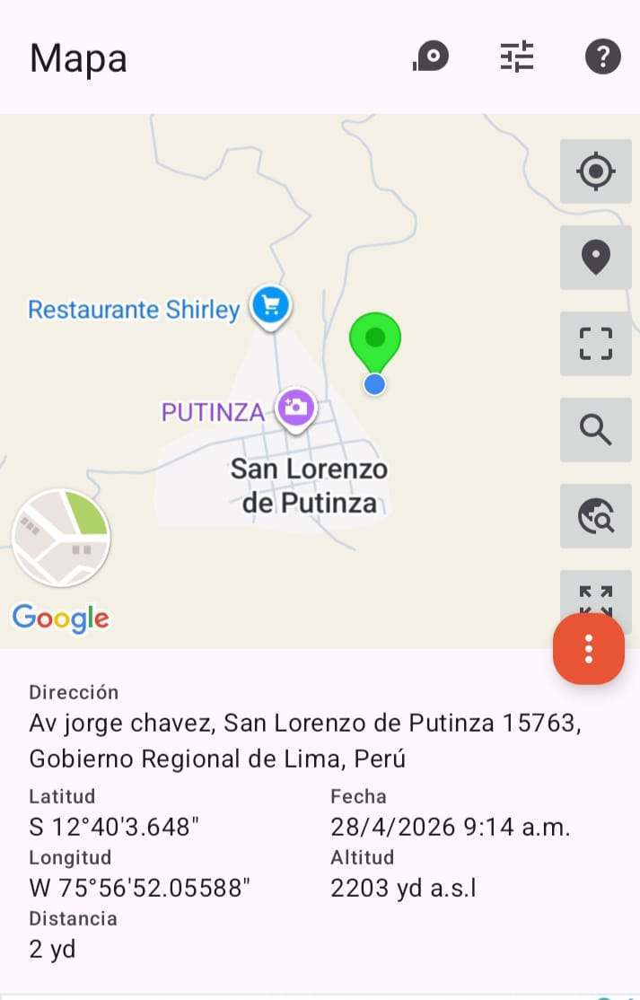 Mapa
Restaurante Shirley
PUTINZA
San Lorenzo
de Putinza
Google
Dirección
Av jorge chavez, San Lorenzo de Putinza 15763,
Gobierno Regional de Lima, Perú
Latitud
Fecha
S 12°40'3.648"
28/4/2026 9:14 a.m.
Longitud
Altitud
W 75°56'52.05588"
2203 yd a.s.l
Distancia
2 yd